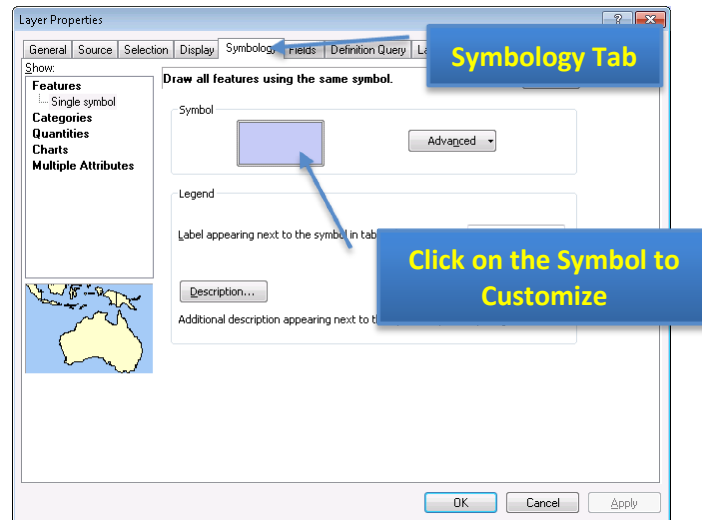 Layer Properties
General Source Selection Display Symbology Fields Definition Query
Symbology Tab
Show:
Features
Single symbol
Categories
Quantities
Charts
Multiple Attributes
Draw all features using the same symbol.
Symbol
Advanced
Legend
Label appearing next to the symbol in
Click on the Symbol to
Customize
Description...
Additional description appearing next to
OK Cancel Apply